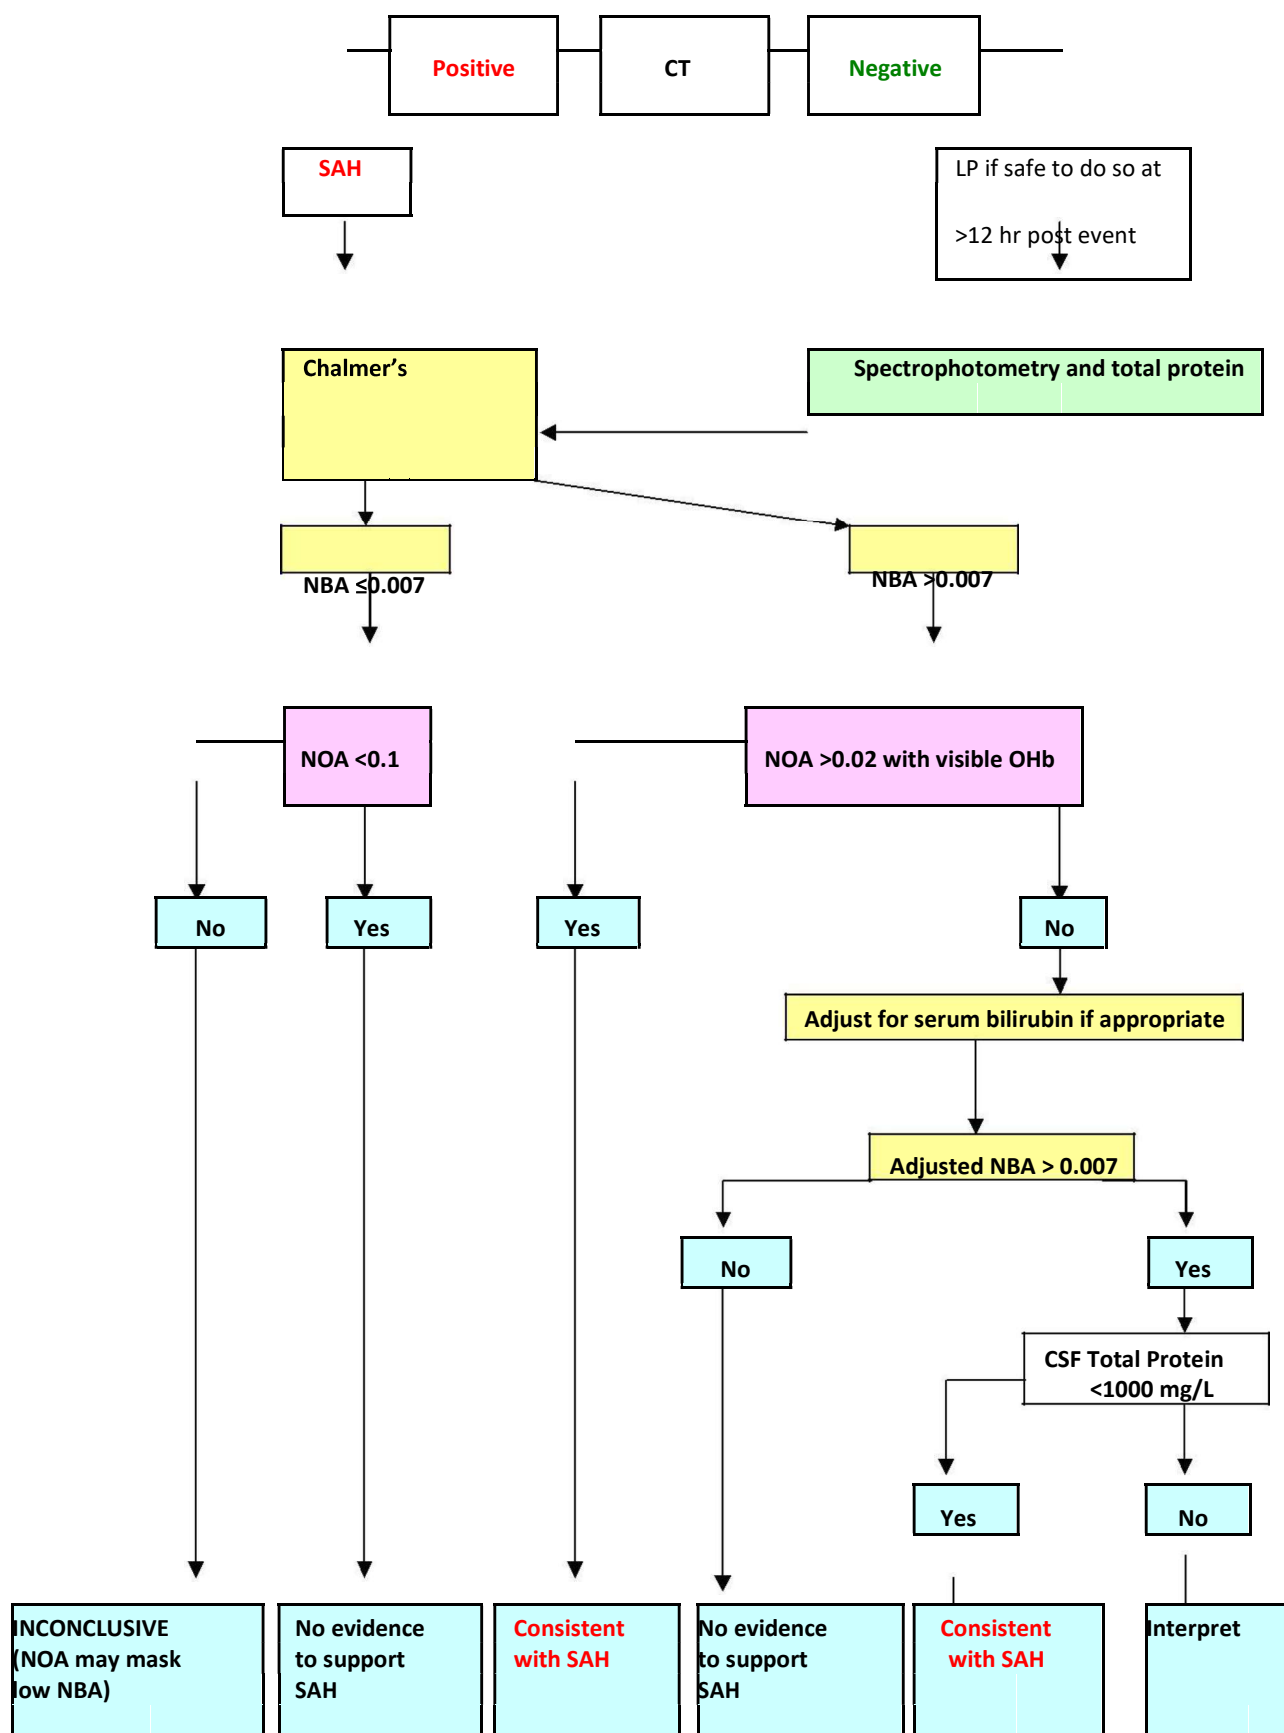 Positive
CT
Negative
SAH
LP if safe to do so at
>12 hr post event
Chalmer’s
Spectrophotometry and total protein
NBA ≤0.007
NBA >0.007
NOA <0.1
NOA >0.02 with visible OHb
No
Yes
Yes
No
Adjust for serum bilirubin if appropriate
Adjusted NBA > 0.007
No
Yes
CSF Total Protein
<1000 mg/L
Yes
No
INCONCLUSIVE
(NOA may mask
low NBA)
No evidence
to support
SAH
Consistent
with SAH
No evidence
to support
SAH
Consistent
with SAH
Interpret